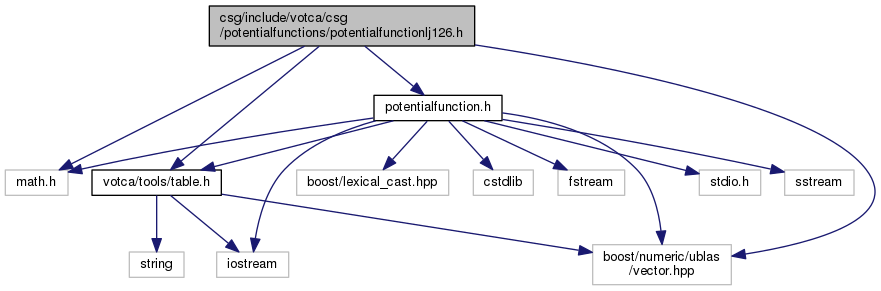 csg/include/votca/csg
/potentialfunctions/potentialfunctionlj126.h
potentialfunction.h
math.h
votca/tools/table.h
boost/lexical_cast.hpp
cstdlib
fstream
stdio.h
sstream
string
iostream
boost/numeric/ublas
/vector.hpp